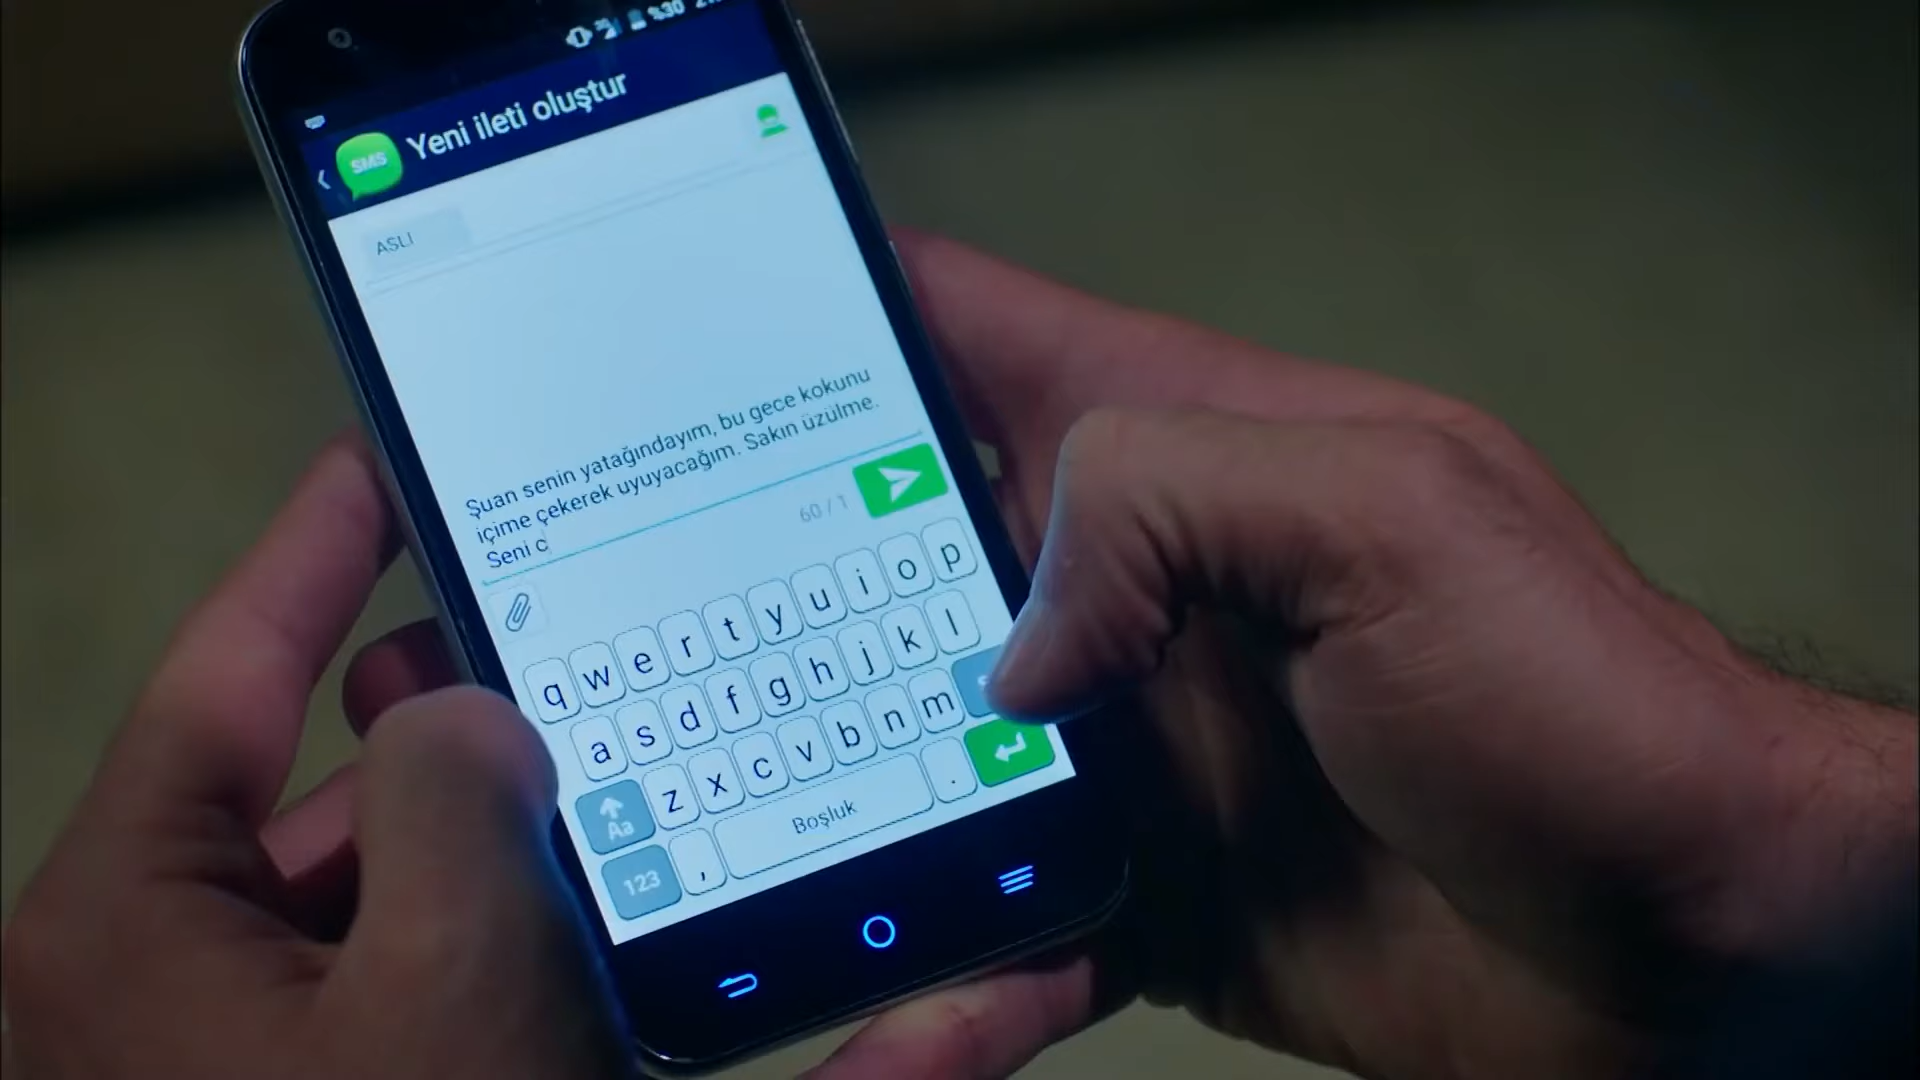 %30
Yeni ileti oluştur
SMS
ASLI
Şuan senin yatağındayım, bu gece kokunu
içime çekerek uyuyacağım. Sakın üzülme.
Seni c
60 / 1
q w e r t y u i o p
a s d f g h j k l
Aa z x c v b n m
123 , Boşluk .